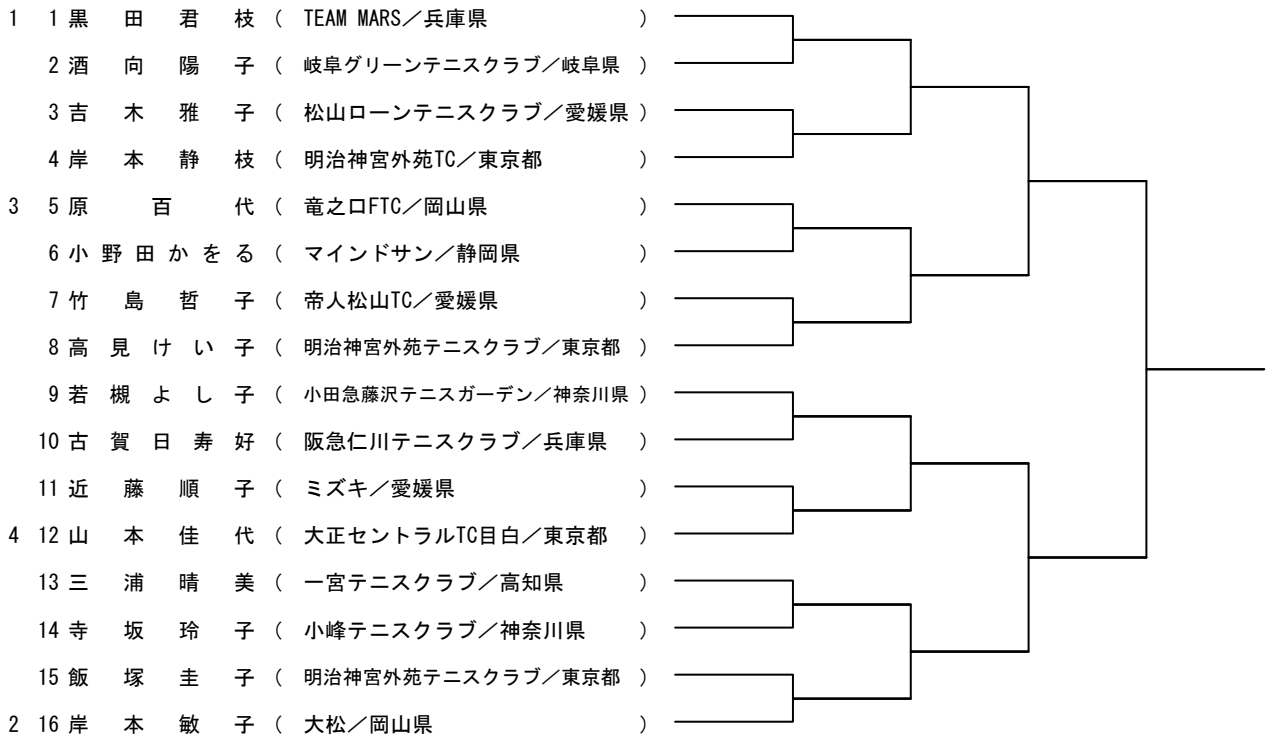 1 1 黒田君枝 ( TEAM MARS／兵庫県 )
2 酒向陽子 ( 岐阜グリーンテニスクラブ／岐阜県 )
3 吉木雅子 ( 松山ローンテニスクラブ／愛媛県 )
4 岸本静枝 ( 明治神宮外苑TC／東京都 )
3 5 原百代 ( 竜之口FTC／岡山県 )
6 小野田かをる ( マインドサン／静岡県 )
7 竹島哲子 ( 帝人松山TC／愛媛県 )
8 高見けい子 ( 明治神宮外苑テニスクラブ／東京都 )
9 若槻よし子 ( 小田急藤沢テニスガーデン／神奈川県 )
10 古賀日寿好 ( 阪急仁川テニスクラブ／兵庫県 )
11 近藤順子 ( ミズキ／愛媛県 )
4 12 山本佳代 ( 大正セントラルTC目白／東京都 )
13 三浦晴美 ( 一宮テニスクラブ／高知県 )
14 寺坂玲子 ( 小峰テニスクラブ／神奈川県 )
15 飯塚圭子 ( 明治神宮外苑テニスクラブ／東京都 )
2 16 岸本敏子 ( 大松／岡山県 )